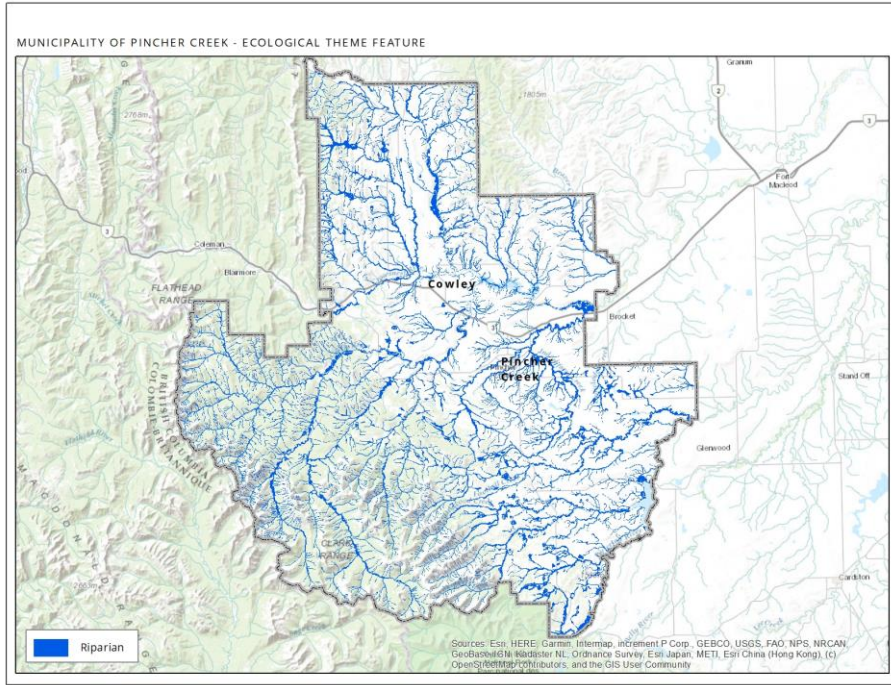 MUNICIPALITY OF PINCHER CREEK - ECOLOGICAL THEME FEATURE
Granum
1805m
2
2768m
3
Fort
Macleod
3
Coleman
Blairmore
Cowley
FLATHEAD
RANGE
Brocket
3
Pincher
Creek
Stand Off
BRITISH COLUMBIA
COLOMBIE-BRITANNIQUE
Glenwood
MACDONALD RANGE
CLARK
RANGE
Cardston
Riparian
Sources: Esri, HERE, Garmin, Intermap, increment P Corp., GEBCO, USGS, FAO, NPS, NRCAN,
GeoBase, IGN, Kadaster NL, Ordnance Survey, Esri Japan, METI, Esri China (Hong Kong), (c)
OpenStreetMap contributors, and the GIS User Community